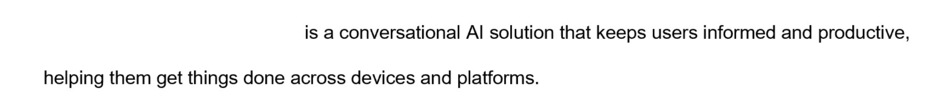 is a conversational AI solution that keeps users informed and productive,
helping them get things done across devices and platforms.